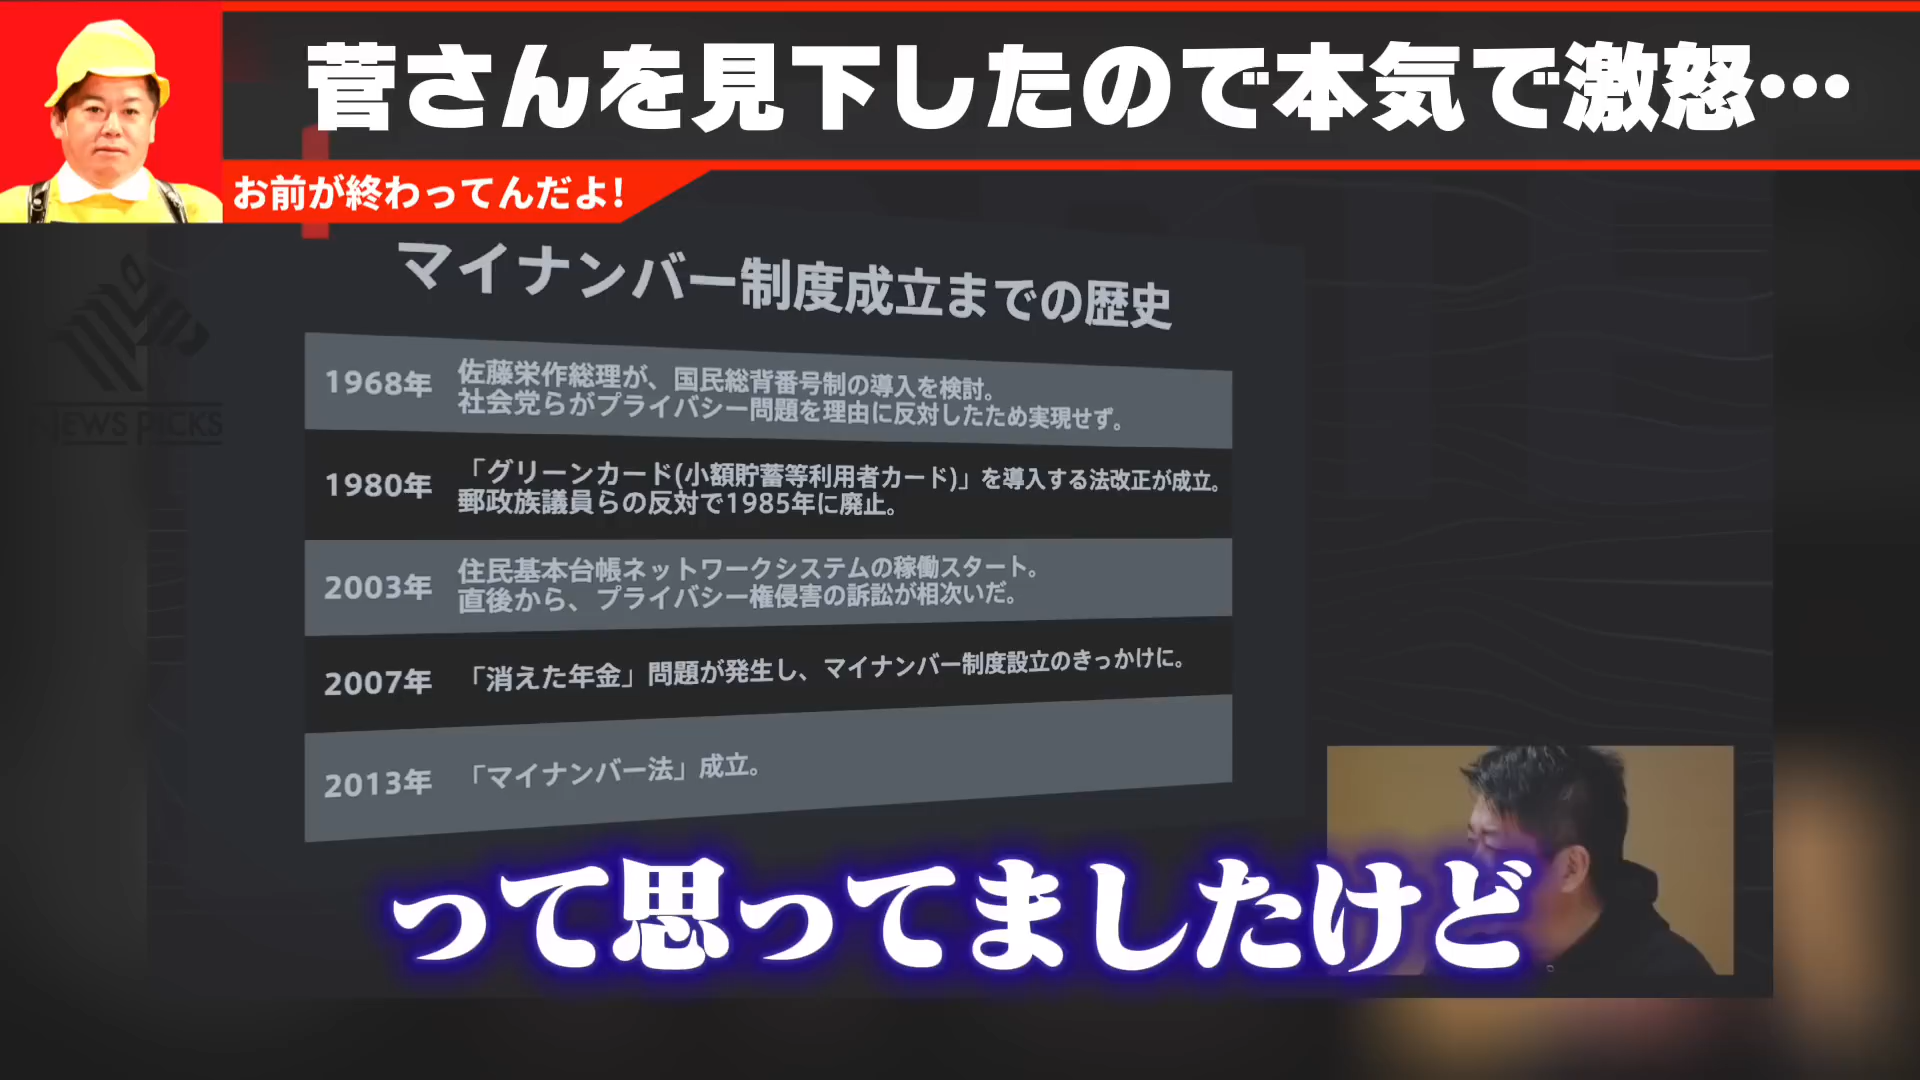 菅さんを見下したので本気で激怒…
お前が終わってんだよ!
マイナンバー制度成立までの歴史
NEWS PICKS
1968年 佐藤栄作総理が、国民総背番号制の導入を検討。
社会党らがプライバシー問題を理由に反対したため実現せず。
1980年 「グリーンカード(小額貯蓄等利用者カード)」を導入する法改正が成立。
郵政族議員らの反対で1985年に廃止。
2003年 住民基本台帳ネットワークシステムの稼働スタート。
直後から、プライバシー権侵害の訴訟が相次いだ。
2007年 「消えた年金」問題が発生し、マイナンバー制度設立のきっかけに。
2013年 「マイナンバー法」成立。
って思ってましたけど